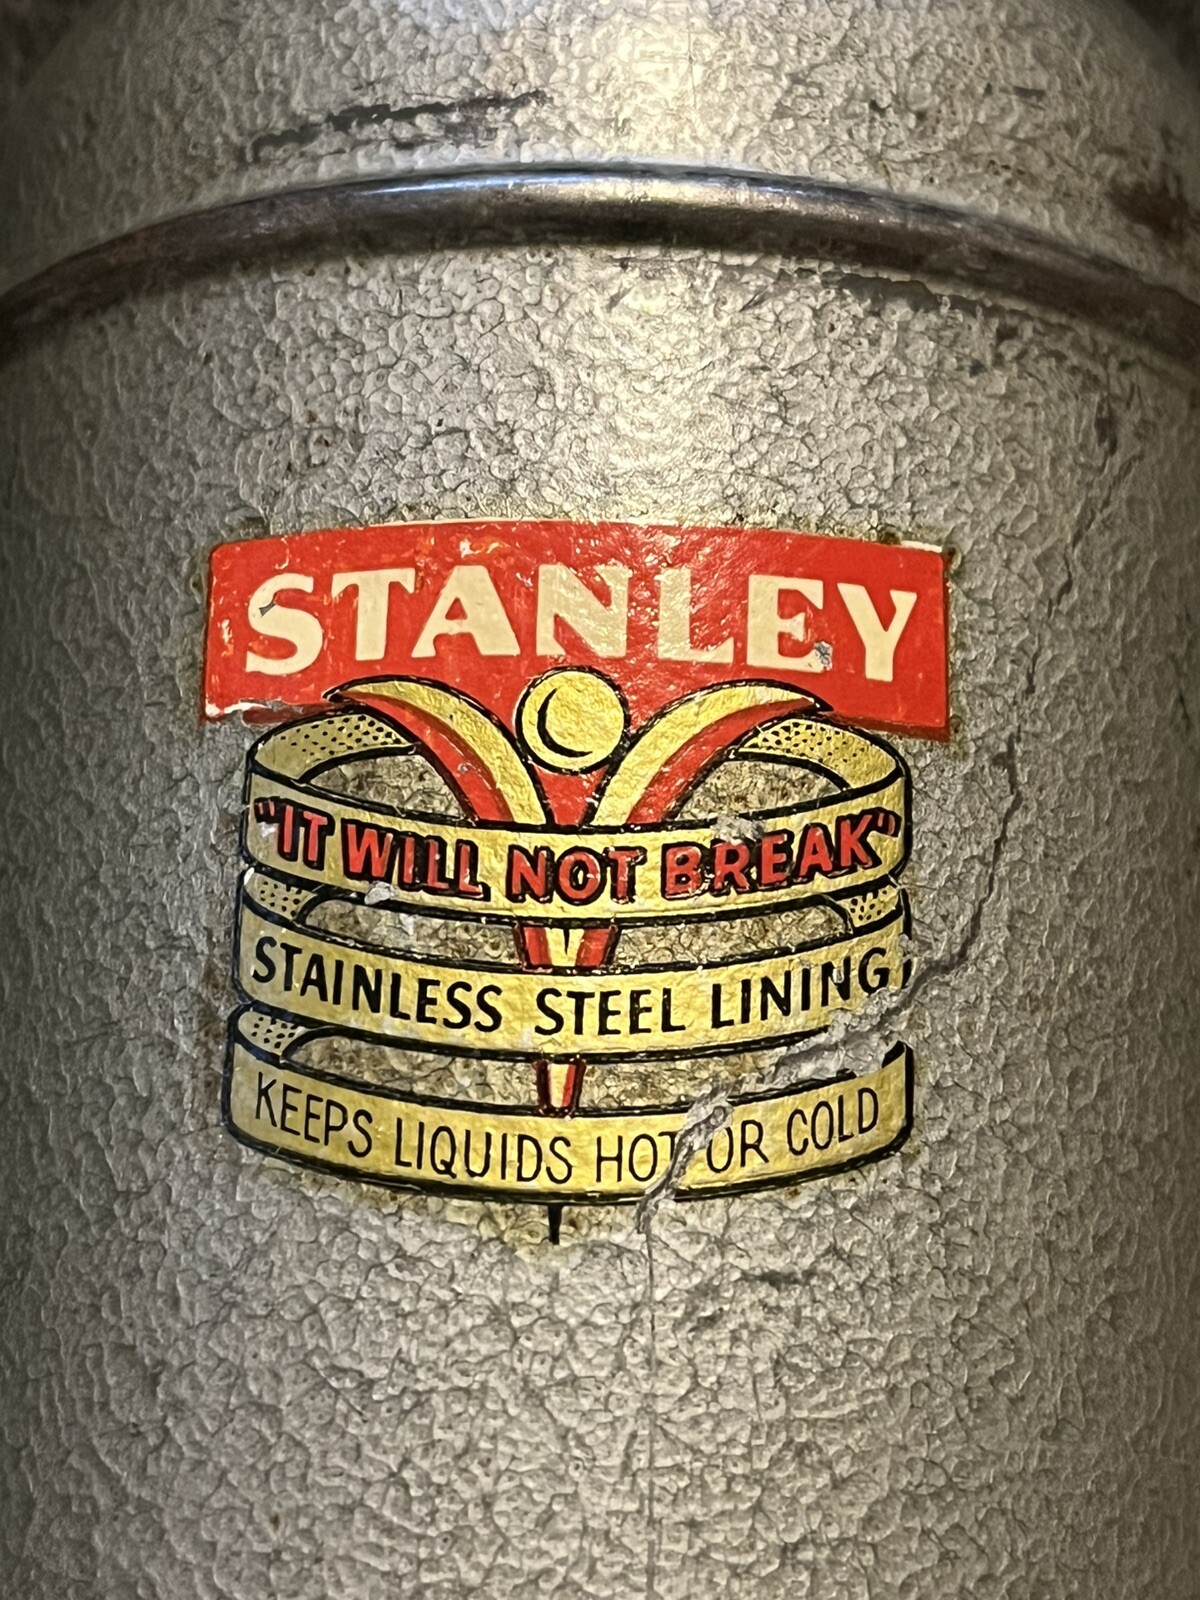 STANLEY
"IT WILL NOT BREAK"
STAINLESS STEEL LINING
KEEPS LIQUIDS HOT OR COLD